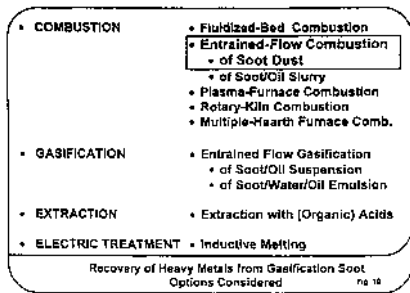 • COMBUSTION • Fluidized-Bed Combustion
• Entrained-Flow Combustion
• of Soot Dust
• of Soot/Oil Slurry
• Plasma-Furnace Combustion
• Rotary-Kiln Combustion
• Multiple-Hearth Furnace Comb.
• GASIFICATION • Entrained Flow Gasification
• of Soot/Oil Suspension
• of Soot/Water/Oil Emulsion
• EXTRACTION • Extraction with (Organic) Acids
• ELECTRIC TREATMENT • Inductive Melting
Recovery of Heavy Metals from Gasification Soot
Options Considered